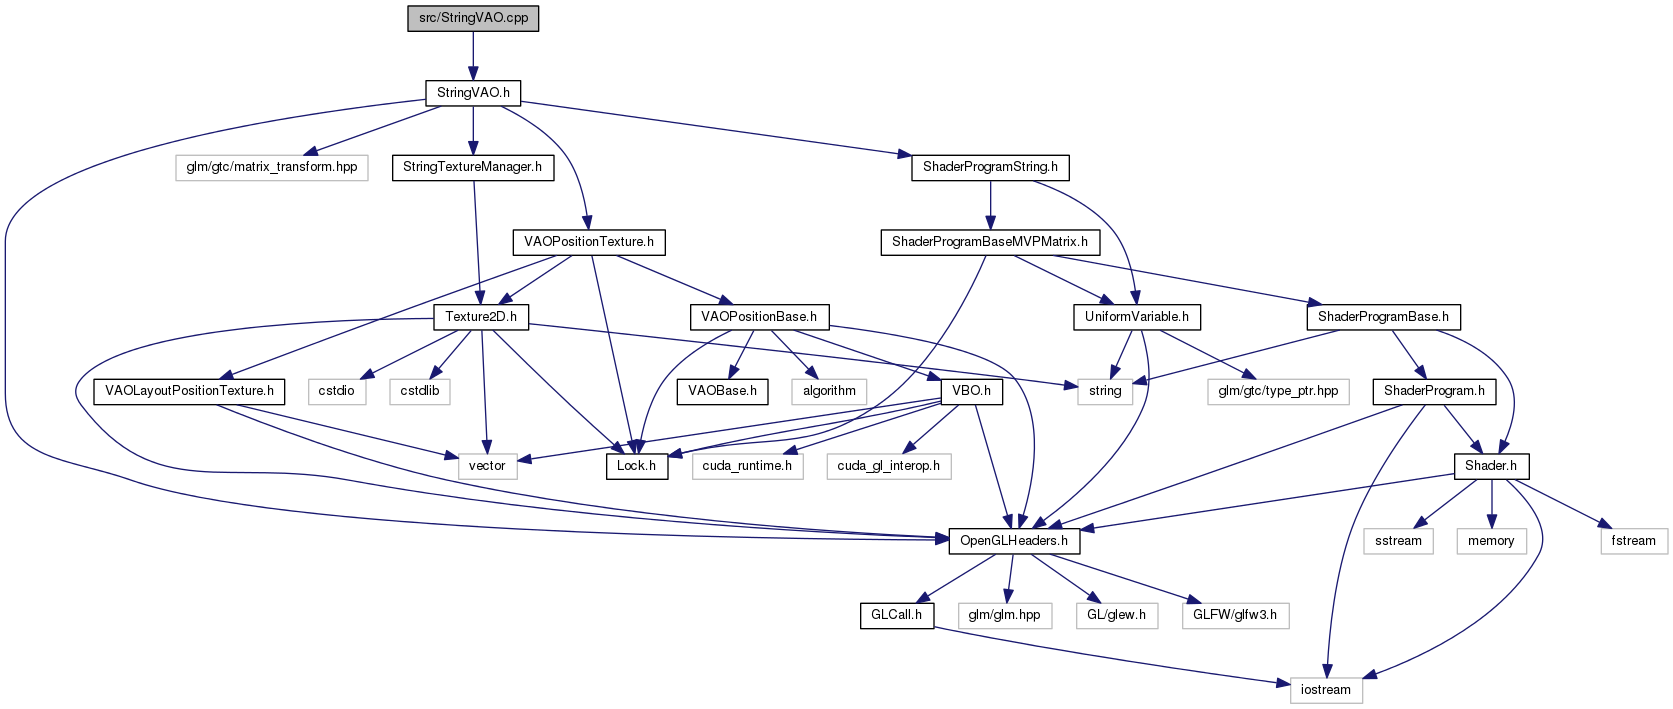 src/StringVAO.cpp
StringVAO.h
glm/gtc/matrix_transform.hpp
StringTextureManager.h
ShaderProgramString.h
VAOPositionTexture.h
ShaderProgramBaseMVPMatrix.h
Texture2D.h
VAOPositionBase.h
UniformVariable.h
ShaderProgramBase.h
VAOLayoutPositionTexture.h
cstdio
cstdlib
VAOBase.h
algorithm
VBO.h
string
glm/gtc/type_ptr.hpp
ShaderProgram.h
vector
Lock.h
cuda_runtime.h
cuda_gl_interop.h
Shader.h
OpenGLHeaders.h
sstream
memory
fstream
GLCall.h
glm/glm.hpp
GL/glew.h
GLFW/glfw3.h
iostream